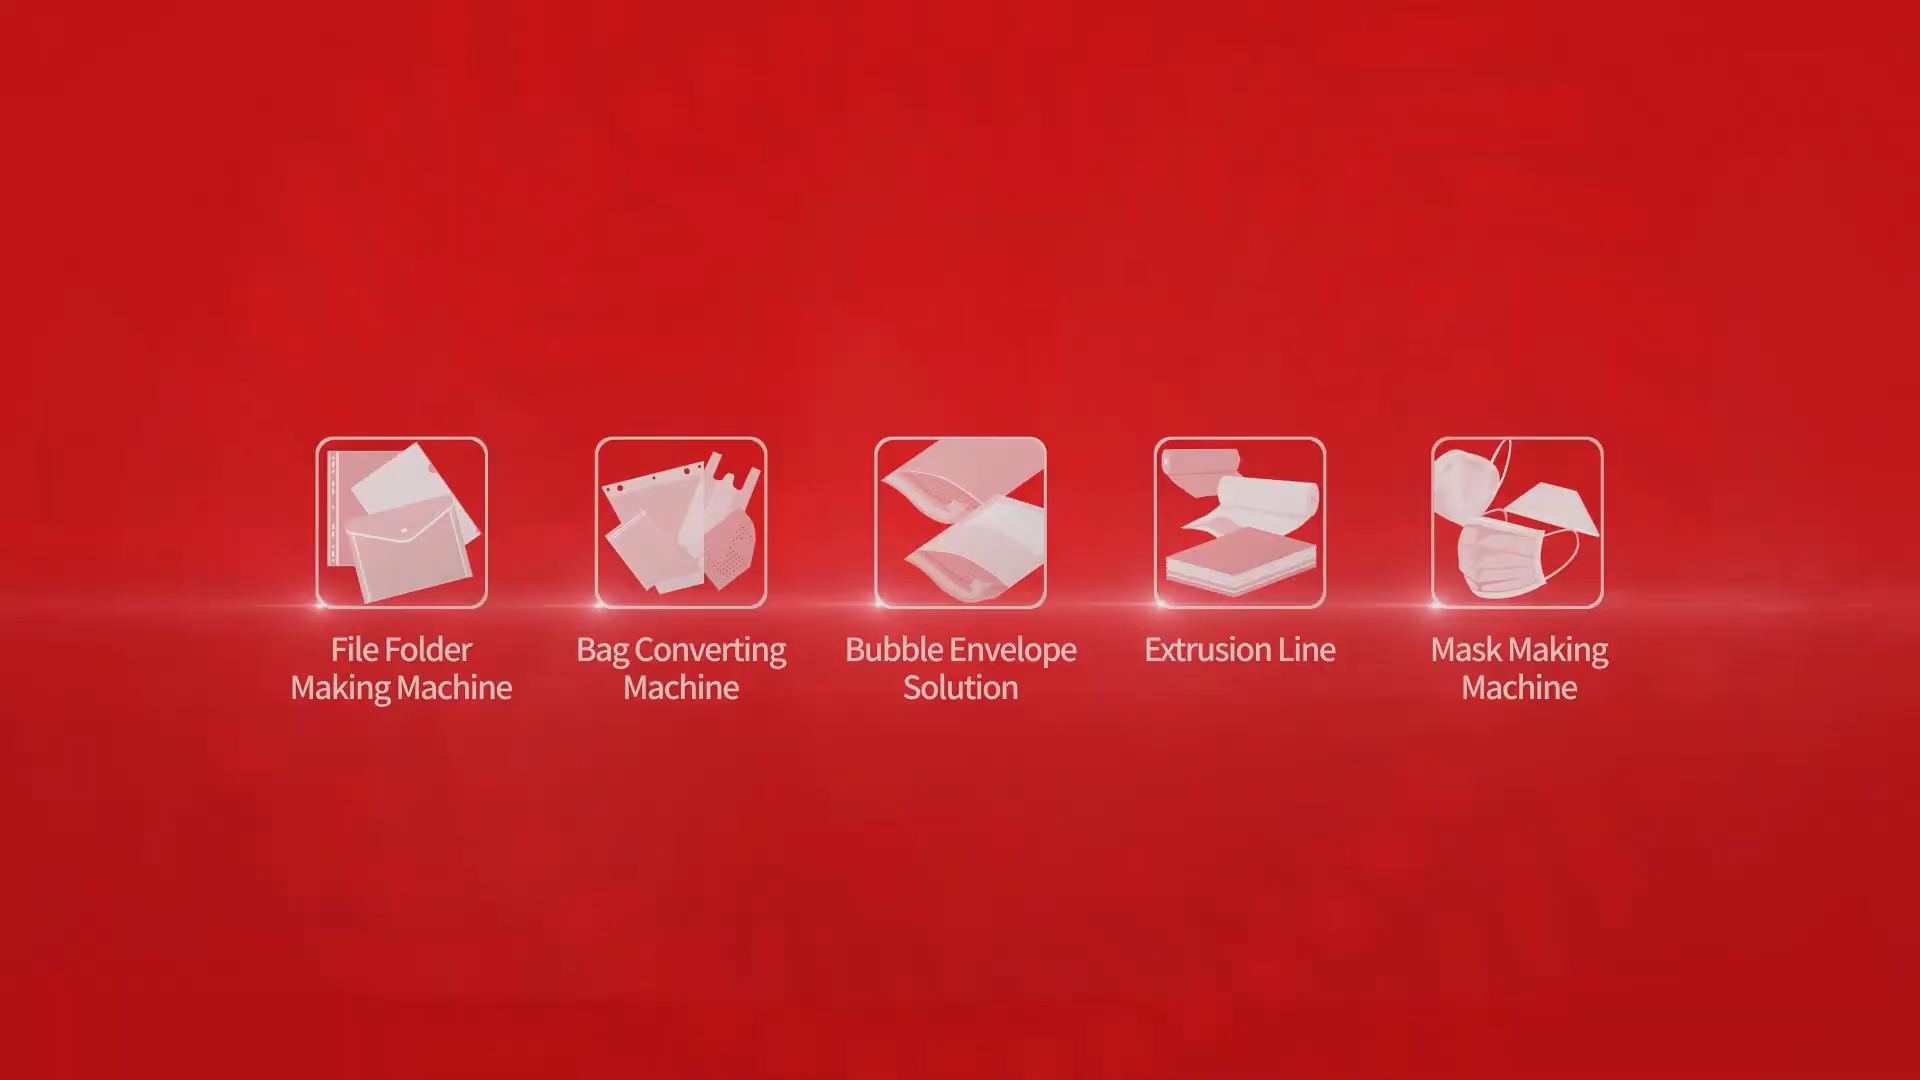 File Folder
Making Machine
Bag Converting
Machine
Bubble Envelope
Solution
Extrusion Line
Mask Making
Machine